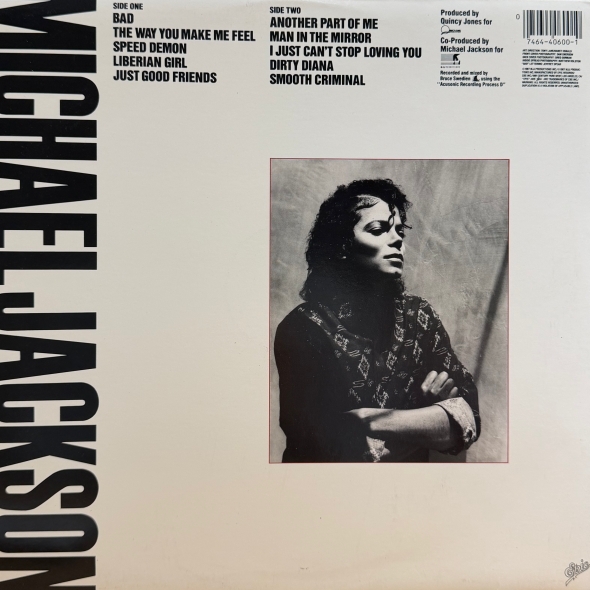 MICHAEL JACKSON
SIDE ONE
BAD
THE WAY YOU MAKE ME FEEL
SPEED DEMON
LIBERIAN GIRL
JUST GOOD FRIENDS
SIDE TWO
ANOTHER PART OF ME
MAN IN THE MIRROR
I JUST CAN'T STOP LOVING YOU
DIRTY DIANA
SMOOTH CRIMINAL
Produced by
Quincy Jones for
Co-Produced by
Michael Jackson for
Recorded and mixed by
Bruce Swedien using the
"Acusonic Recording Process ©"
0
7464-40600-1
Epic